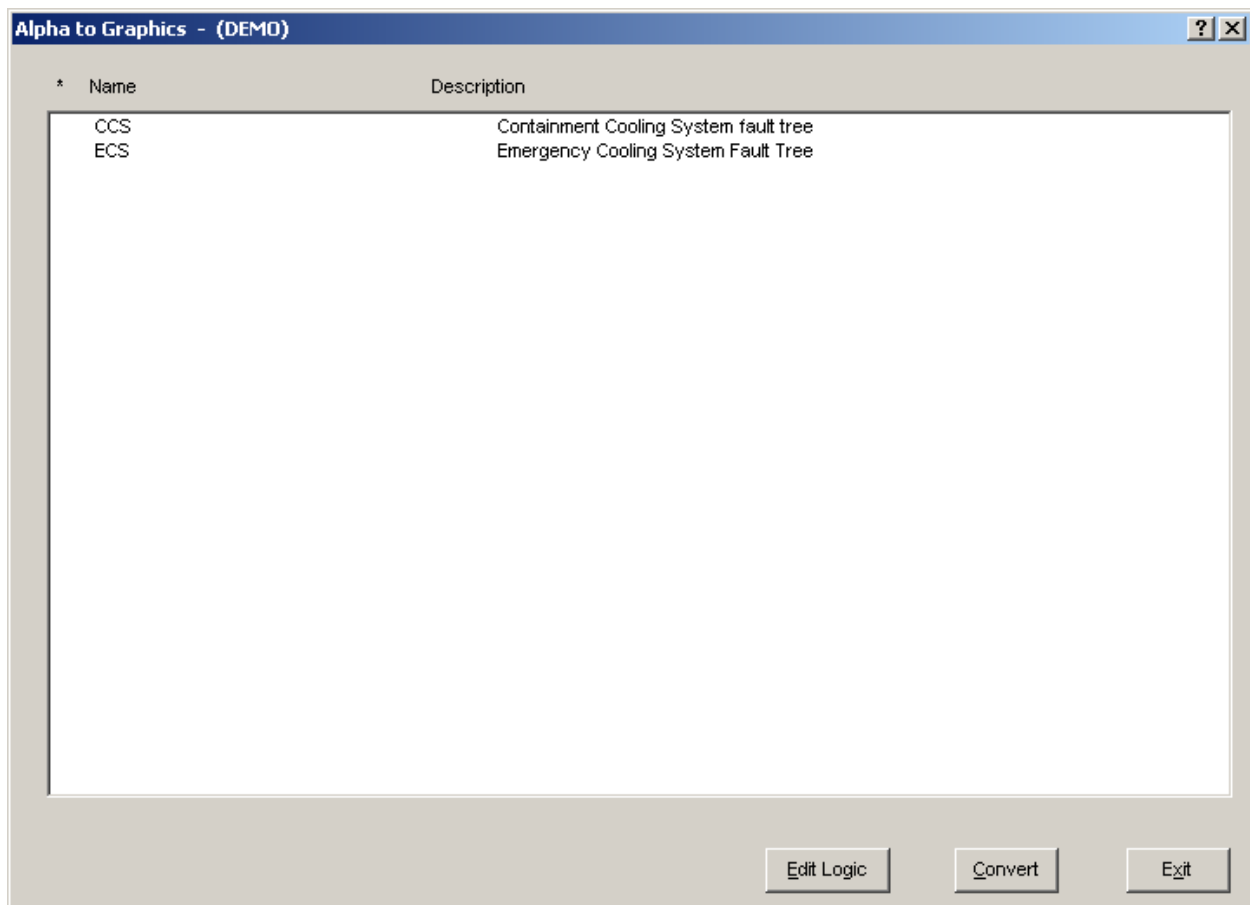 Alpha to Graphics - (DEMO)
* Name Description
CCS Containment Cooling System fault tree
ECS Emergency Cooling System Fault Tree
Edit Logic Convert Exit